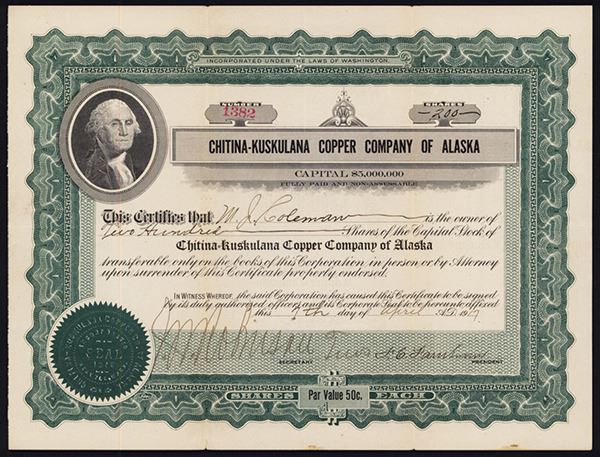 INCORPORATED UNDER THE LAWS OF WASHINGTON.
NUMBER
1382
SHARES
200
CHITINA-KUSKULANA COPPER COMPANY OF ALASKA
CAPITAL $5,000,000
FULLY PAID AND NON-ASSESSABLE
This Certifies that M. J. Coleman is the owner of
Two Hundred Shares of the Capital Stock of
Chitina-Kuskulana Copper Company of Alaska
transferable only on the books of this Corporation in person or by Attorney
upon surrender of this Certificate properly endorsed.
IN WITNESS WHEREOF, the said Corporation has caused this Certificate to be signed
by its duly authorized officers and its Corporate Seal to be hereunto affixed
this 7th day of April A.D.
SECRETARY
PRESIDENT
SEAL
Par Value 50c.
SHARES EACH